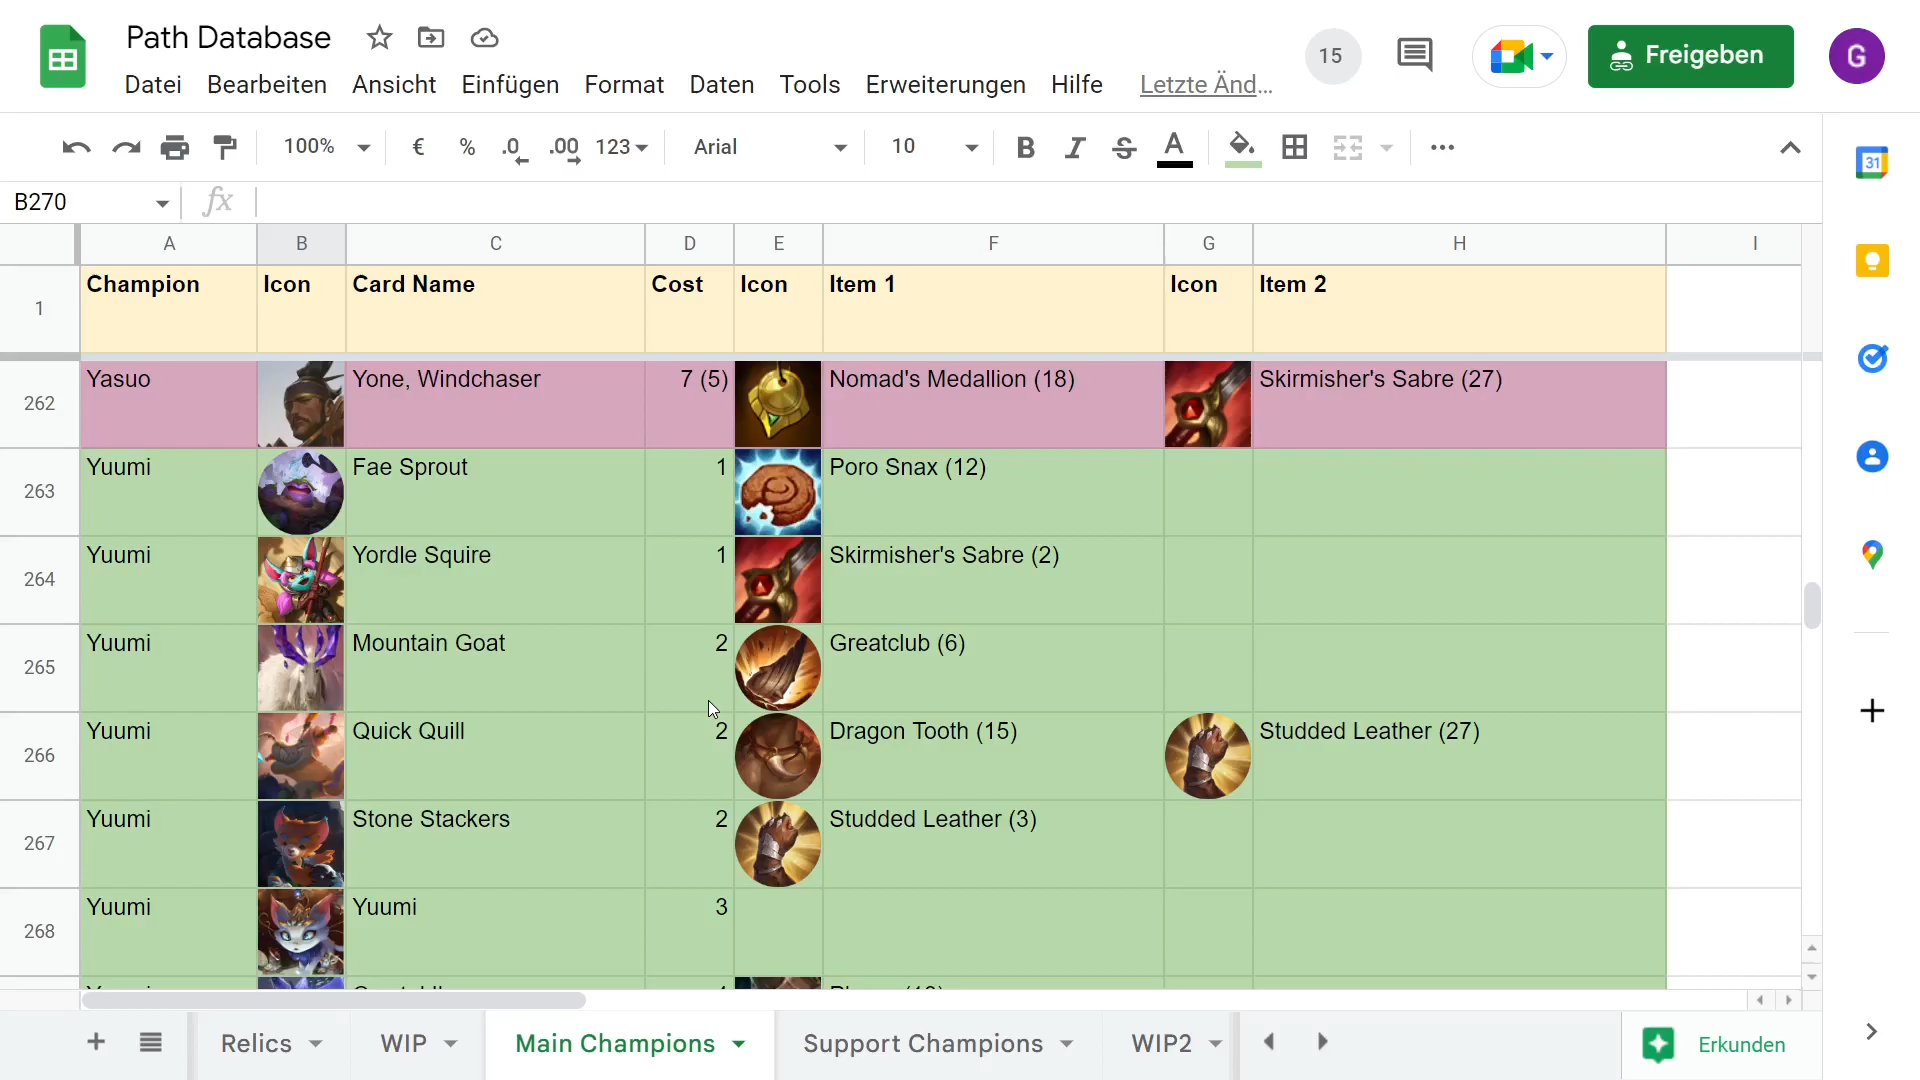 Path Database
15
Freigeben
G
Datei Bearbeiten Ansicht Einfügen Format Daten Tools Erweiterungen Hilfe Letzte Änd...
100% € % .0 .00 123 Arial 10 B I S A
31
B270 fx
A B C D E F G H I
1 Champion Icon Card Name Cost Icon Item 1 Icon Item 2
262 Yasuo Yone, Windchaser 7 (5) Nomad's Medallion (18) Skirmisher's Sabre (27)
263 Yuumi Fae Sprout 1 Poro Snax (12)
264 Yuumi Yordle Squire 1 Skirmisher's Sabre (2)
265 Yuumi Mountain Goat 2 Greatclub (6)
266 Yuumi Quick Quill 2 Dragon Tooth (15) Studded Leather (27)
267 Yuumi Stone Stackers 2 Studded Leather (3)
268 Yuumi Yuumi 3
Relics WIP Main Champions Support Champions WIP2 Erkunden